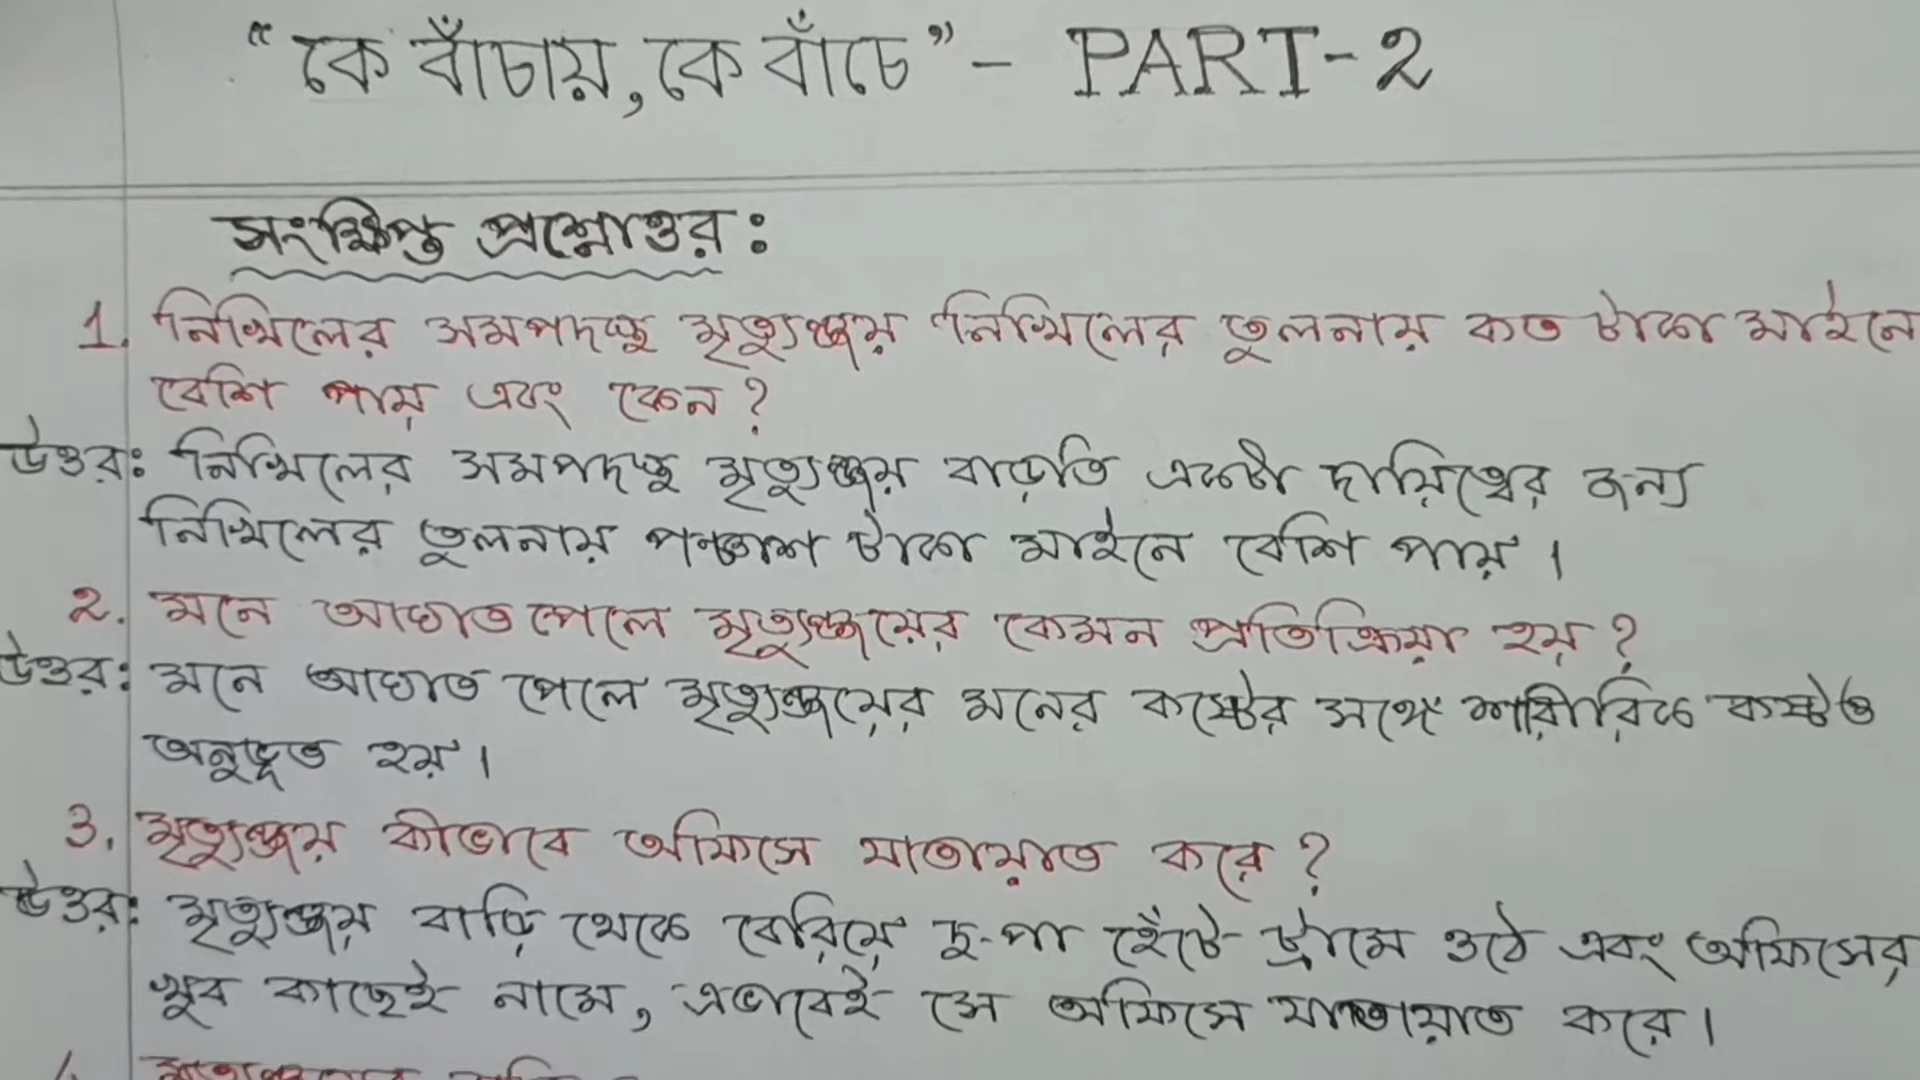 “কে বাঁচায়, কে বাঁচে” - PART-2
সংক্ষিপ্ত প্রশ্নোত্তর:
1. নিখিলের সমপদস্থ মৃত্যুঞ্জয় নিখিলের তুলনায় কত টাকা মাইনে
বেশি পায় এবং কেন?
উত্তর: নিখিলের সমপদস্থ মৃত্যুঞ্জয় বাড়তি একটা দায়িত্বের জন্য
নিখিলের তুলনায় পঞ্চাশ টাকা মাইনে বেশি পায়।
2. মনে আঘাত পেলে মৃত্যুঞ্জয়ের কেমন প্রতিক্রিয়া হয়?
উত্তর: মনে আঘাত পেলে মৃত্যুঞ্জয়ের মনের কষ্টের সঙ্গে শারীরিক কষ্টও
অনুভূত হয়।
3. মৃত্যুঞ্জয় কীভাবে অফিসে যাতায়াত করে?
উত্তর: মৃত্যুঞ্জয় বাড়ি থেকে বেরিয়ে দু-পা হেঁটে ট্রামে ওঠে এবং অফিসের
খুব কাছেই নামে, এভাবেই সে অফিসে যাতায়াত করে।